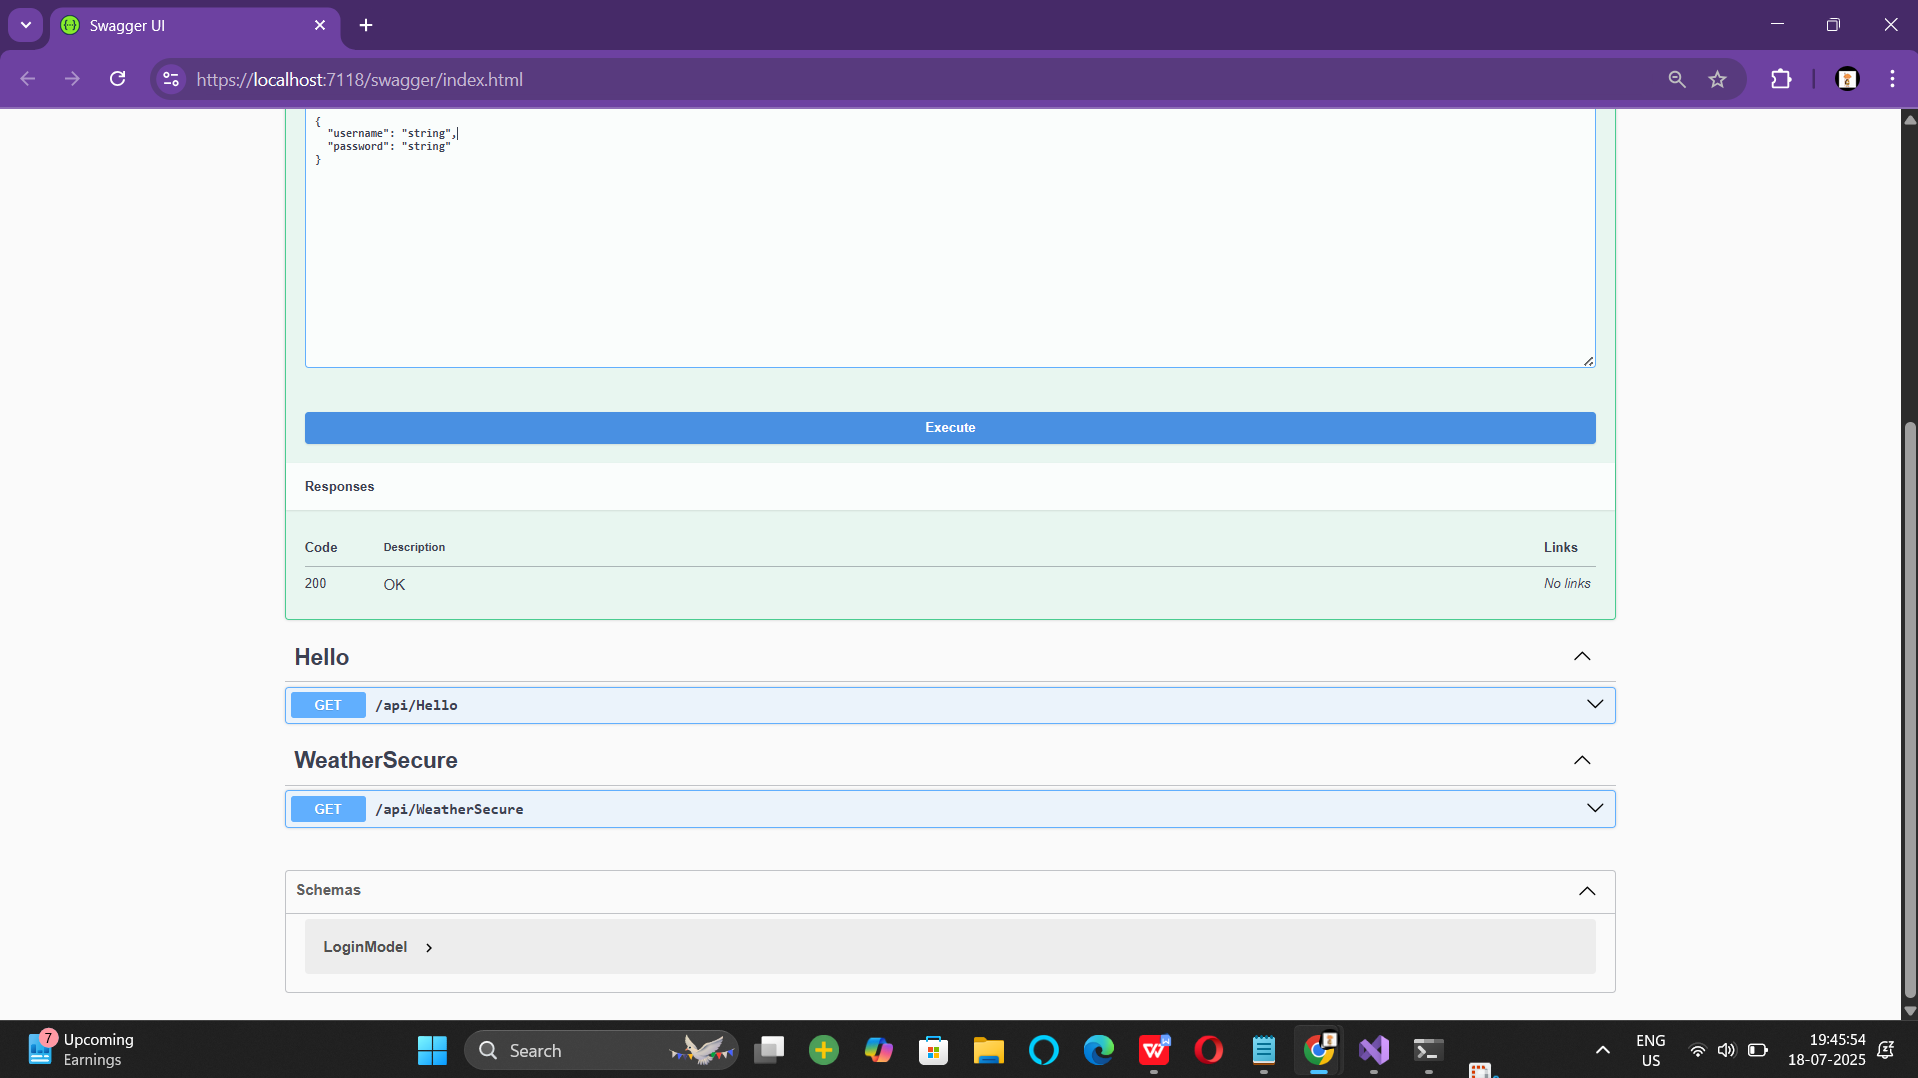 Swagger UI
https://localhost:7118/swagger/index.html
{
"username": "string",
"password": "string"
}
Execute
Responses
Code Description Links
200 OK No links
Hello
GET /api/Hello
WeatherSecure
GET /api/WeatherSecure
Schemas
LoginModel
7 Upcoming
Earnings
Search
ENG
US
19:45:54
18-07-2025